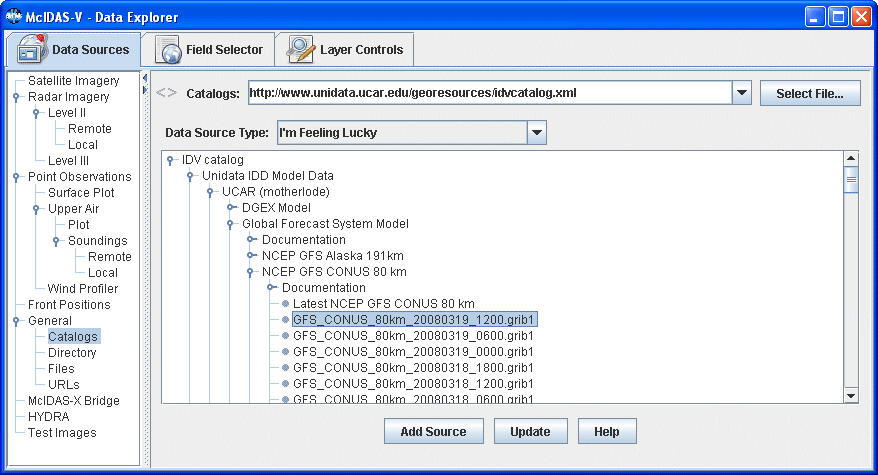 McIDAS-V - Data Explorer
Data Sources
Field Selector
Layer Controls
Satellite Imagery
Radar Imagery
Level II
Remote
Local
Level III
Point Observations
Surface Plot
Upper Air
Plot
Soundings
Remote
Local
Wind Profiler
Front Positions
General
Catalogs
Directory
Files
URLs
McIDAS-X Bridge
HYDRA
Test Images
<> Catalogs: http://www.unidata.ucar.edu/georesources/idvcatalog.xml Select File...
Data Source Type: I'm Feeling Lucky
IDV catalog
Unidata IDD Model Data
UCAR (motherlode)
DGEX Model
Global Forecast System Model
Documentation
NCEP GFS Alaska 191km
NCEP GFS CONUS 80 km
Documentation
Latest NCEP GFS CONUS 80 km
GFS_CONUS_80km_20080319_1200.grib1
GFS_CONUS_80km_20080319_0600.grib1
GFS_CONUS_80km_20080319_0000.grib1
GFS_CONUS_80km_20080318_1800.grib1
GFS_CONUS_80km_20080318_1200.grib1
GFS_CONUS_80km_20080318_0600.grib1
Add Source
Update
Help